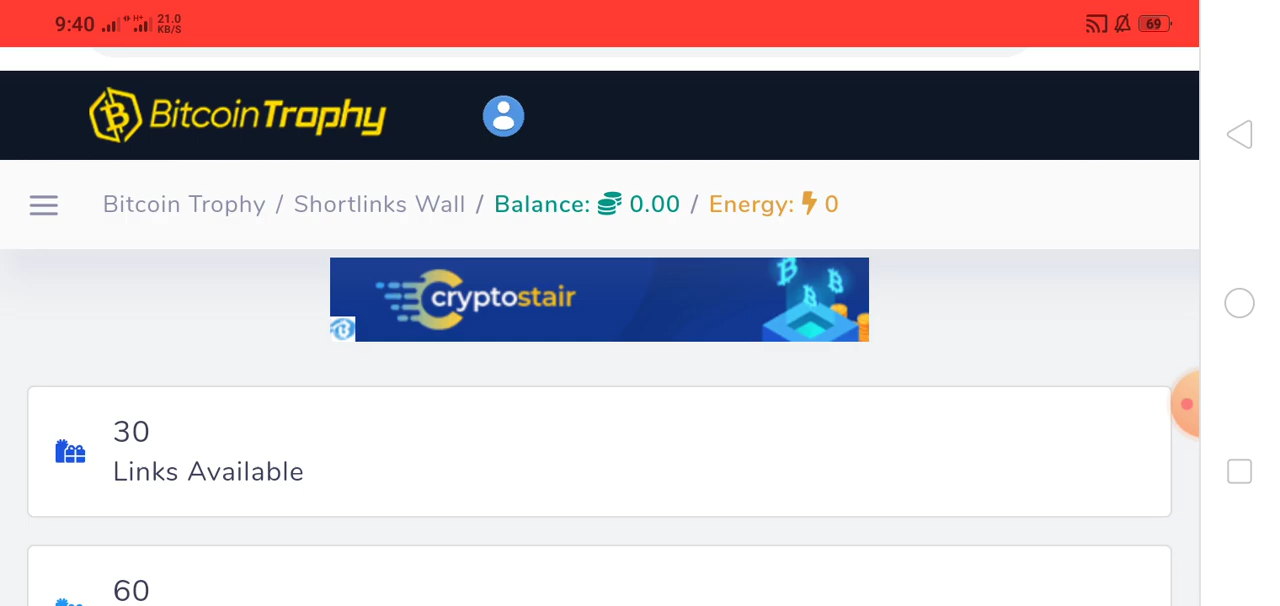 9:40 H+ 21.0 KB/S 69
BitcoinTrophy
Bitcoin Trophy / Shortlinks Wall / Balance: 0.00 / Energy: 0
cryptostair
30
Links Available
60